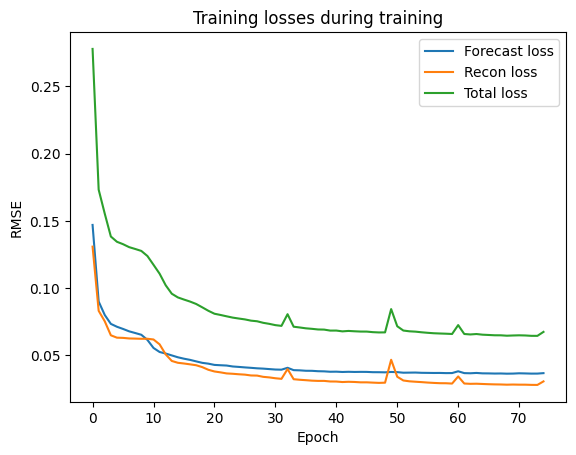 Training losses during training
Forecast loss
Recon loss
Total loss
RMSE
0.25
0.20
0.15
0.10
0.05
0 10 20 30 40 50 60 70
Epoch